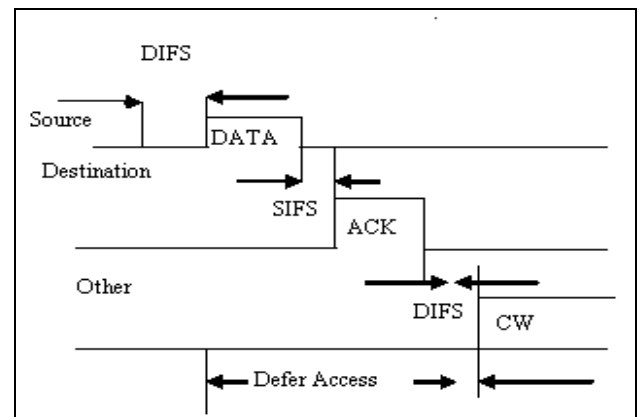 DIFS
Source
DATA
Destination
SIFS
ACK
Other
DIFS
CW
Defer Access